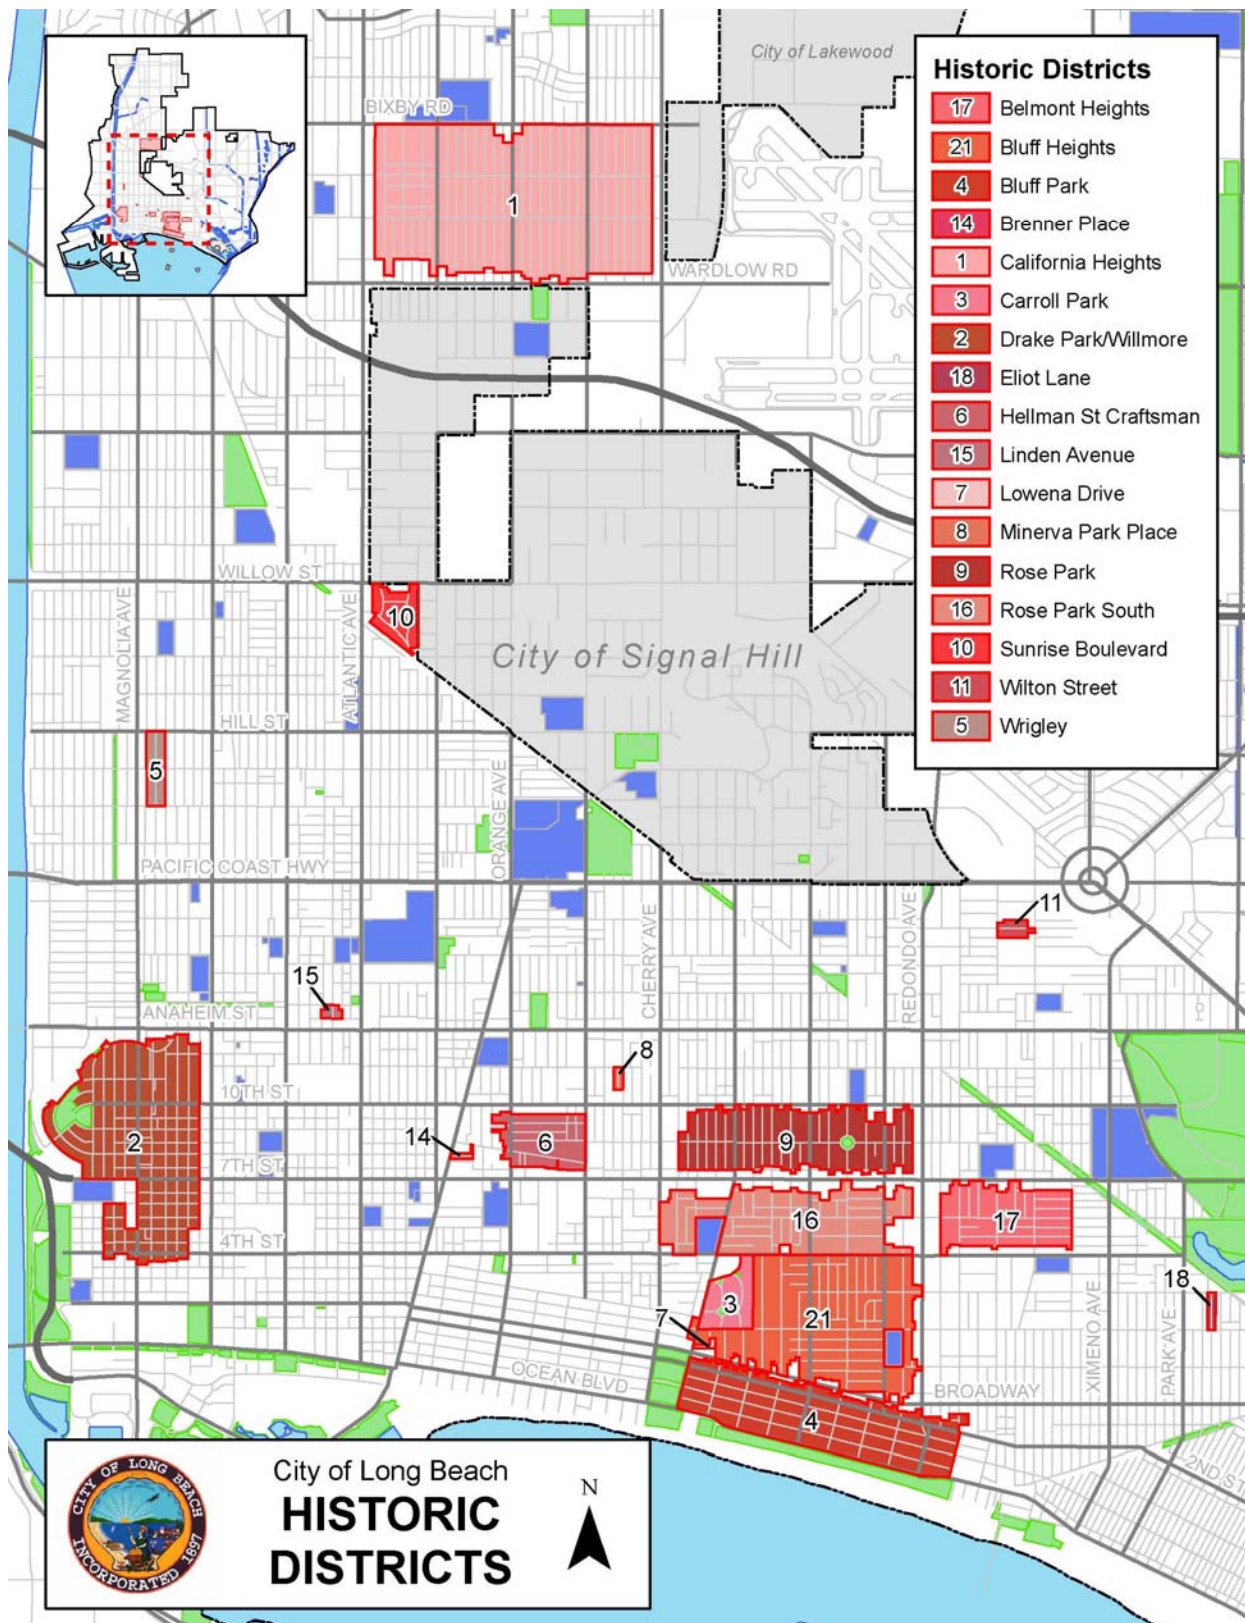 City of Lakewood
Historic Districts
17 Belmont Heights
21 Bluff Heights
4 Bluff Park
14 Brenner Place
1 California Heights
3 Carroll Park
2 Drake Park/Willmore
18 Eliot Lane
6 Hellman St Craftsman
15 Linden Avenue
7 Lowena Drive
8 Minerva Park Place
9 Rose Park
16 Rose Park South
10 Sunrise Boulevard
11 Wilton Street
5 Wrigley
BIXBY RD
1
WARDLOW RD
WILLOW ST
MAGNOLIA AVE
ATLANTIC AVE
10
City of Signal Hill
HILL ST
5
ORANGE AVE
PACIFIC COAST HWY
CHERRY AVE
REDONDO AVE
11
15
ANAHEIM ST
8
10TH ST
2
14
6
9
7TH ST
16
17
4TH ST
18
3
7
21
XIMENO AVE
PARK AVE
OCEAN BLVD
BROADWAY
4
2ND ST
CITY OF LONG BEACH
INCORPORATED 1897
City of Long Beach
HISTORIC
DISTRICTS
N